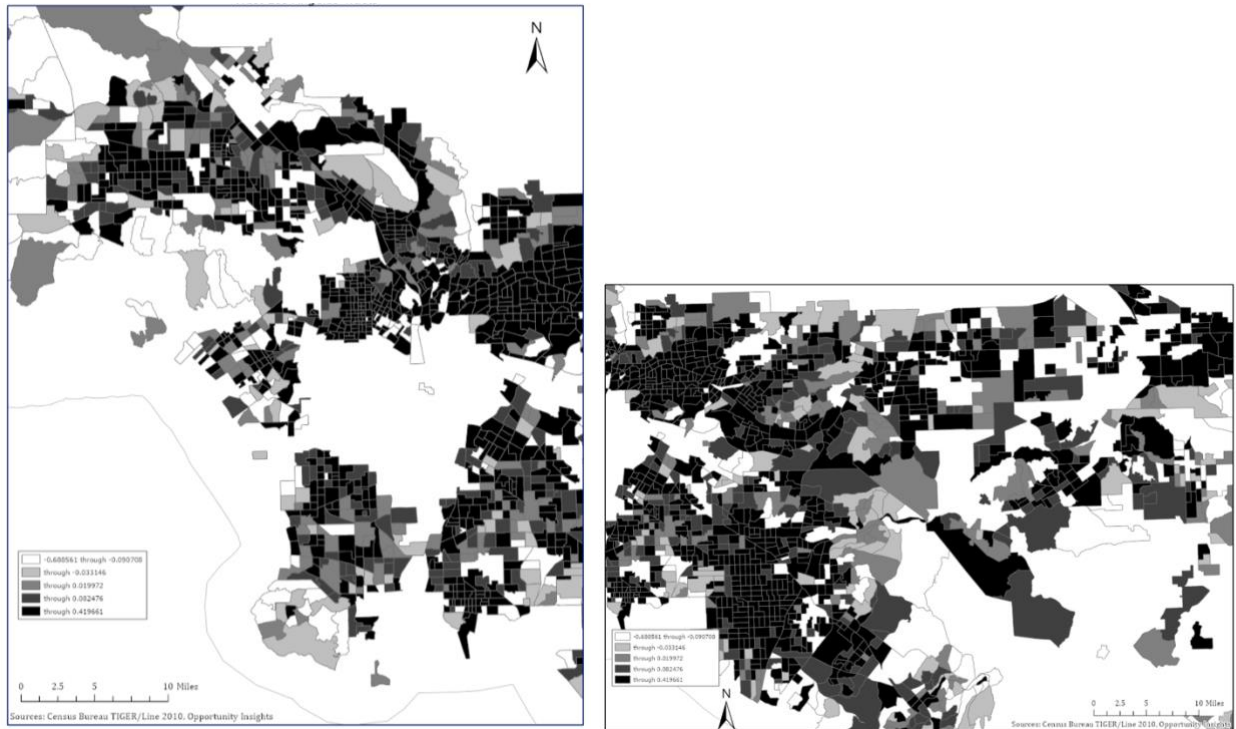 N
-0.688561 through -0.090708
through -0.033146
through 0.019972
through 0.082476
through 0.419661
0 2.5 5 10 Miles
Sources: Census Bureau TIGER/Line 2010, Opportunity Insights
-0.688561 through -0.090708
through -0.033146
through 0.019972
through 0.082476
through 0.419661
N
0 2.5 5 10 Miles
Sources: Census Bureau TIGER/Line 2010, Opportunity Insights